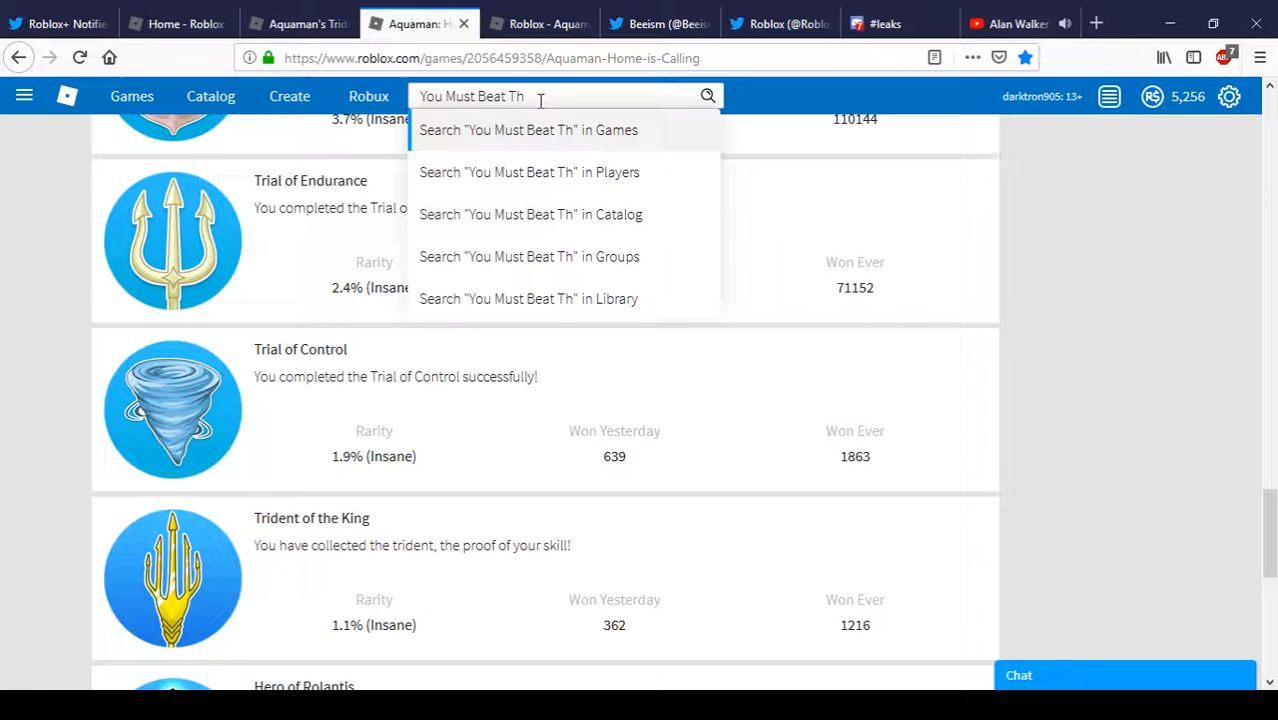 Roblox+ Notifie
Home - Roblox
Aquaman's Trid
Aquaman: H
Roblox - Aquam
Beeism (@Beeis
Roblox (@Roblo
#leaks
Alan Walker
https://www.roblox.com/games/2056459358/Aquaman-Home-is-Calling
7
Games
Catalog
Create
Robux
You Must Beat Th
darktron905: 13+
R$ 5,256
Search "You Must Beat Th" in Games
Search "You Must Beat Th" in Players
Search "You Must Beat Th" in Catalog
Search "You Must Beat Th" in Groups
Search "You Must Beat Th" in Library
3.7% (Insane
110144
Trial of Endurance
You completed the Trial o
Rarity
Won Ever
2.4% (Insane
71152
Trial of Control
You completed the Trial of Control successfully!
Rarity
Won Yesterday
Won Ever
1.9% (Insane)
639
1863
Trident of the King
You have collected the trident, the proof of your skill!
Rarity
Won Yesterday
Won Ever
1.1% (Insane)
362
1216
Hero of Rolantis
Chat